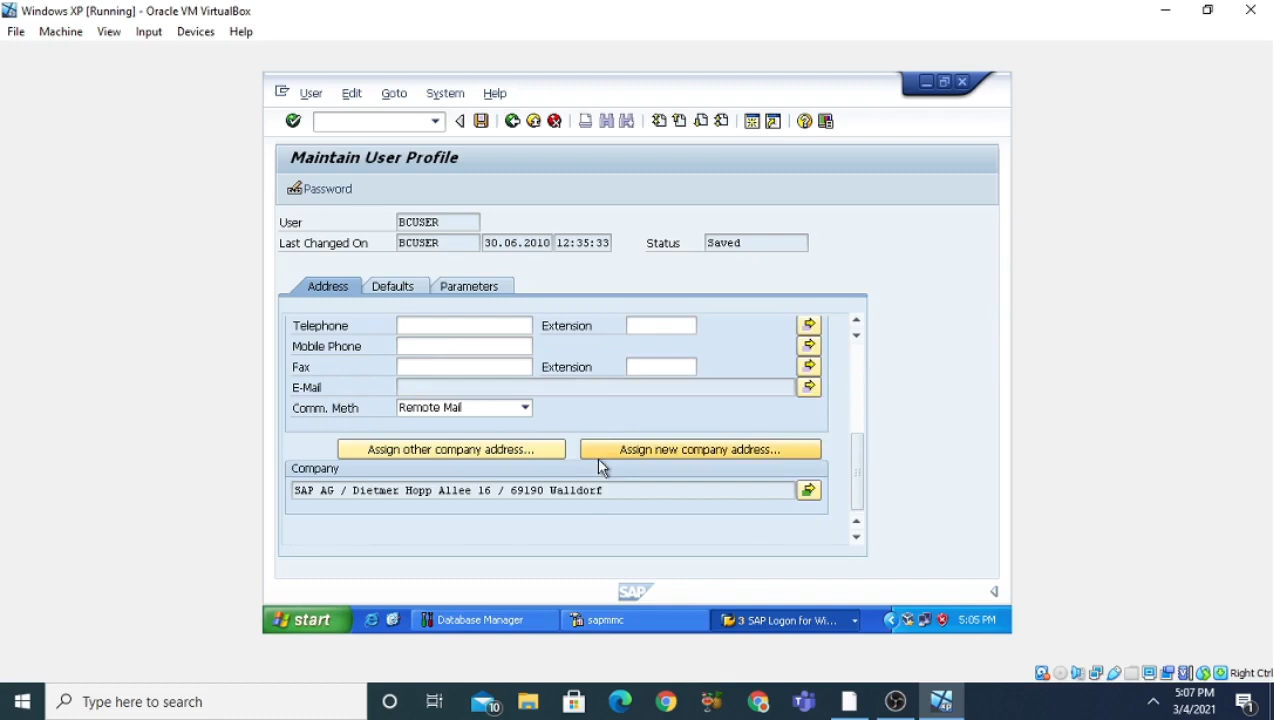 Windows XP [Running] - Oracle VM VirtualBox
File Machine View Input Devices Help
User Edit Goto System Help
Maintain User Profile
Password
User BCUSER
Last Changed On BCUSER 30.06.2010 12:35:33 Status Saved
Address Defaults Parameters
Telephone Extension
Mobile Phone
Fax Extension
E-Mail
Comm. Meth Remote Mail
Assign other company address... Assign new company address...
Company
SAP AG / Dietmer Hopp Allee 16 / 69190 Walldorf
SAP
start Database Manager sapmmc 3 SAP Logon for Wi... 5:05 PM
Right Ctrl
Type here to search 10 5:07 PM
3/4/2021 1